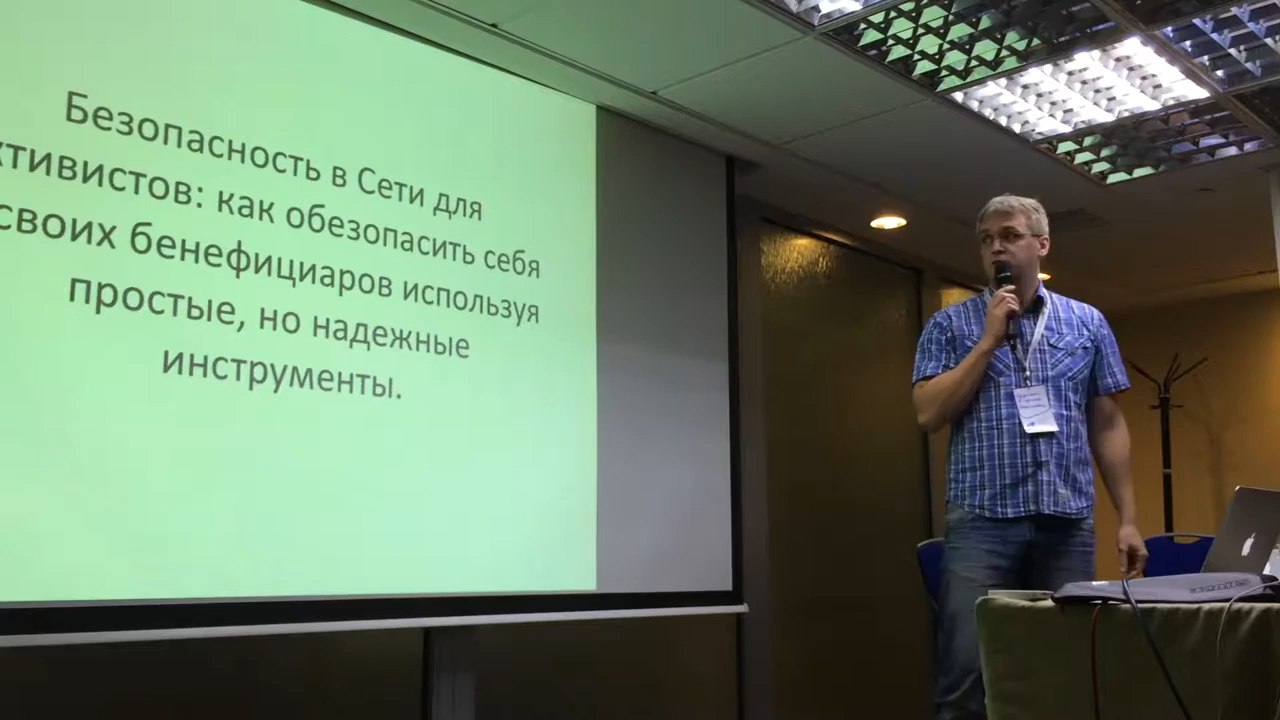 Безопасность в Сети для
ктивистов: как обезопасить себя
своих бенефициаров используя
простые, но надежные
инструменты.